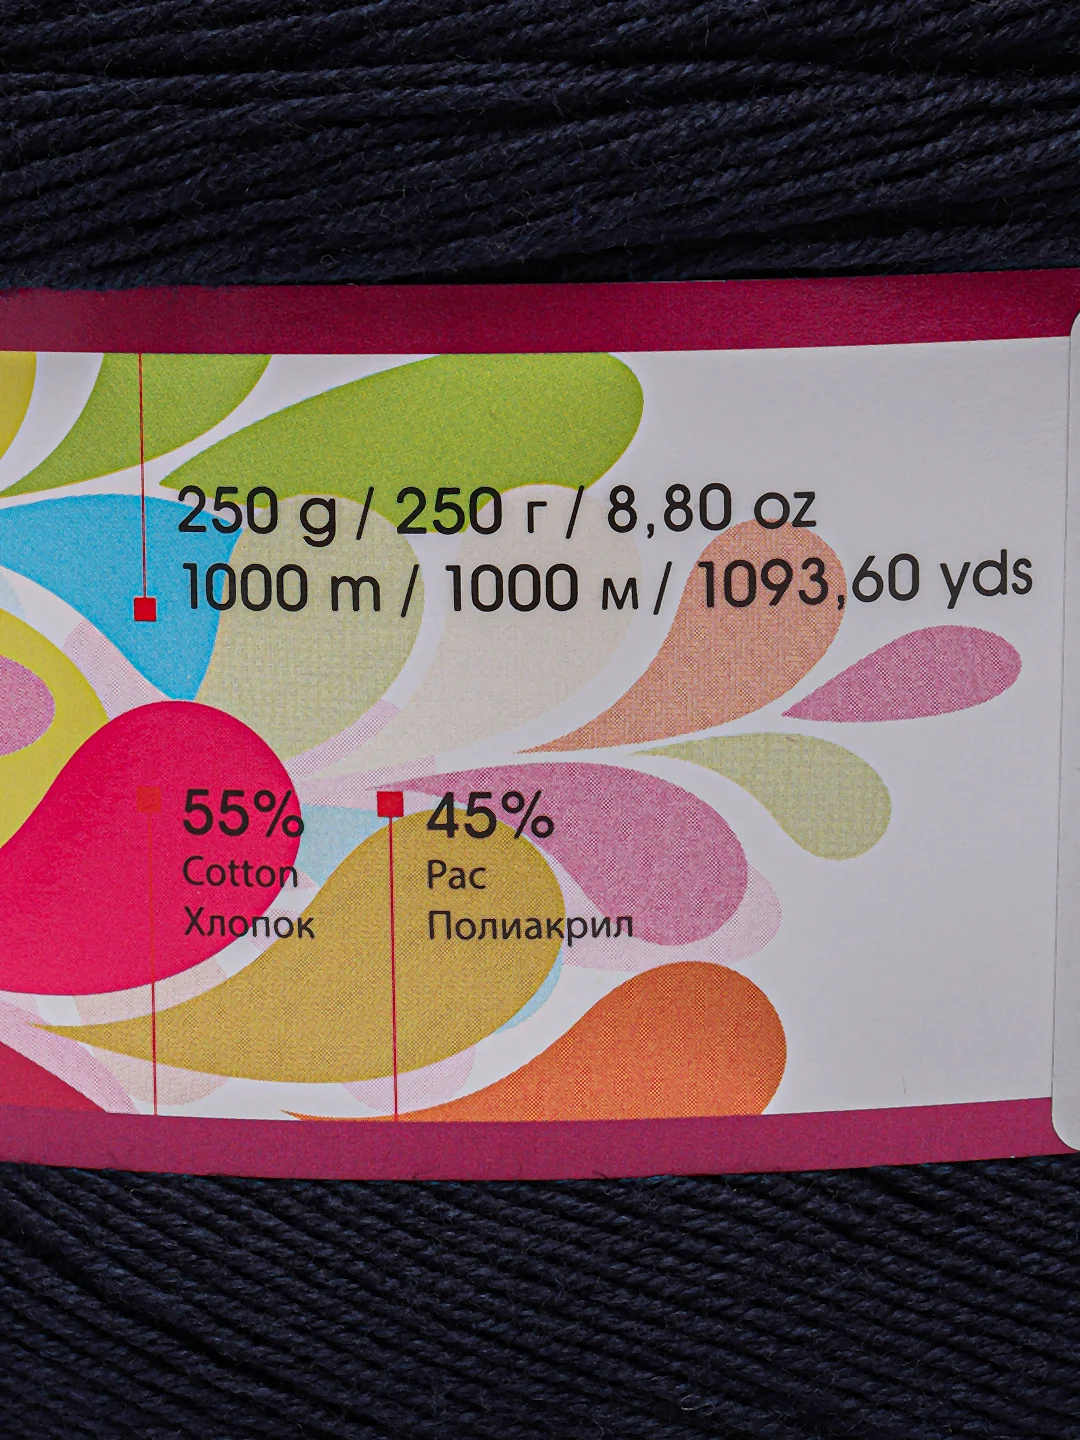 250 g / 250 г / 8,80 oz
1000 m / 1000 м / 1093,60 yds
55%
Cotton
Хлопок
45%
Pac
Полиакрил